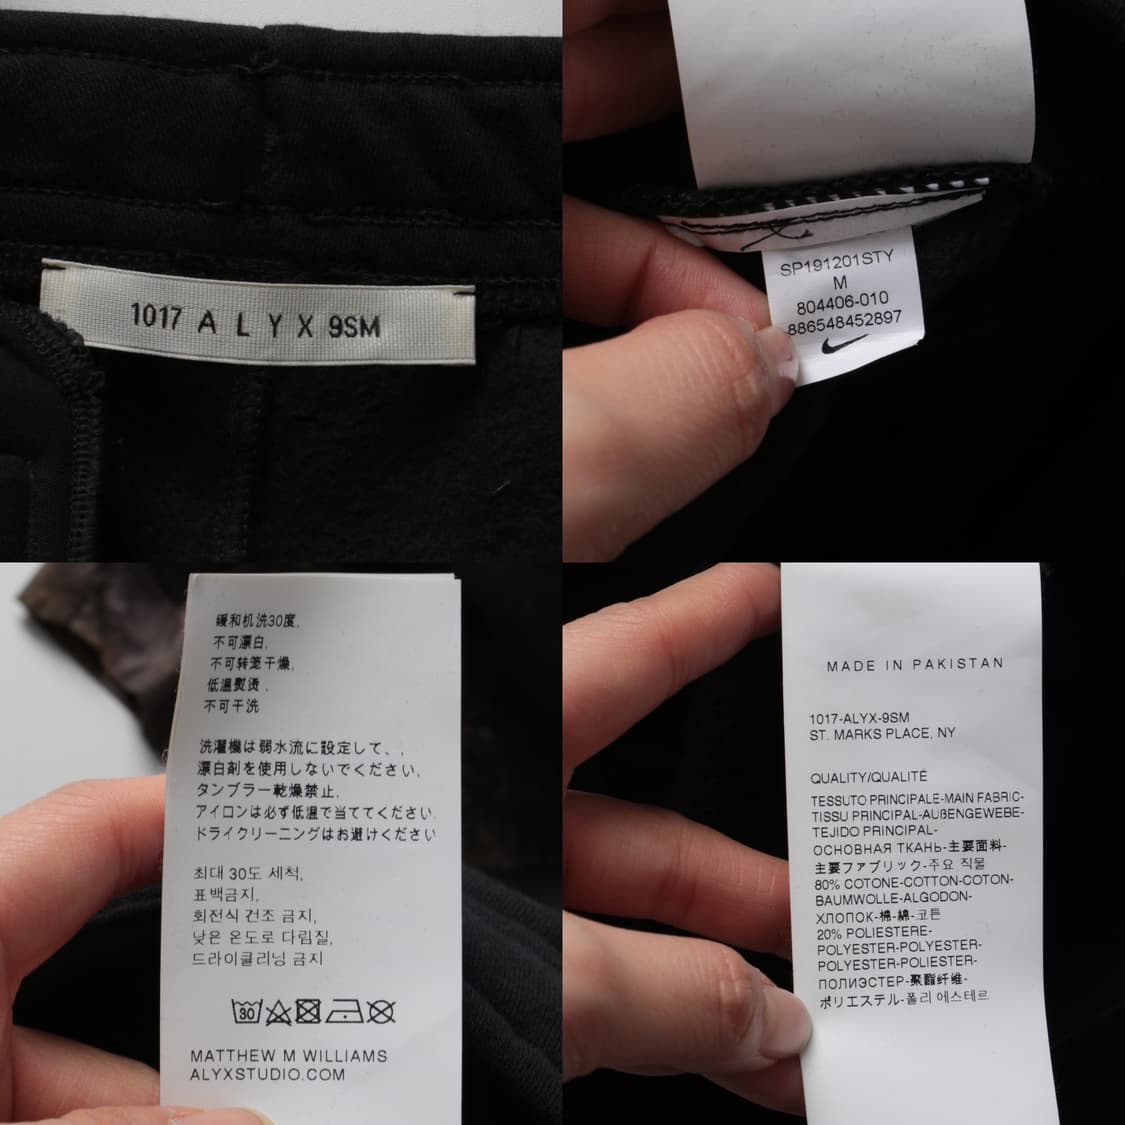 1017 A L Y X 9SM
SP191201STY
M
804406-010
886548452897
缓和机洗30度,
不可漂白,
不可转笼干燥,
低温熨烫 ,
不可干洗
洗濯機は弱水流に設定して、,
漂白剤を使用しないでください,
タンブラー乾燥禁止,
アイロンは必ず低温で当ててください,
ドライクリーニングはお避けください
최대 30도 세척,
표백금지,
회전식 건조 금지,
낮은 온도로 다림질,
드라이클리닝 금지
30
MATTHEW M WILLIAMS
ALYXSTUDIO.COM
MADE IN PAKISTAN
1017-ALYX-9SM
ST. MARKS PLACE, NY
QUALITY/QUALITÉ
TESSUTO PRINCIPALE-MAIN FABRIC-
TISSU PRINCIPAL-AUßENGEWEBE-
TEJIDO PRINCIPAL-
ОСНОВНАЯ ТКАНЬ-主要面料-
主要ファブリック-주요 직물
80% COTONE-COTTON-COTON-
BAUMWOLLE-ALGODON-
ХЛОПОК-棉-綿-코튼
20% POLIESTERE-
POLYESTER-POLYESTER-
POLYESTER-POLIESTER-
ПОЛИЭСТЕР-聚酯纤维-
ポリエステル-폴리 에스테르